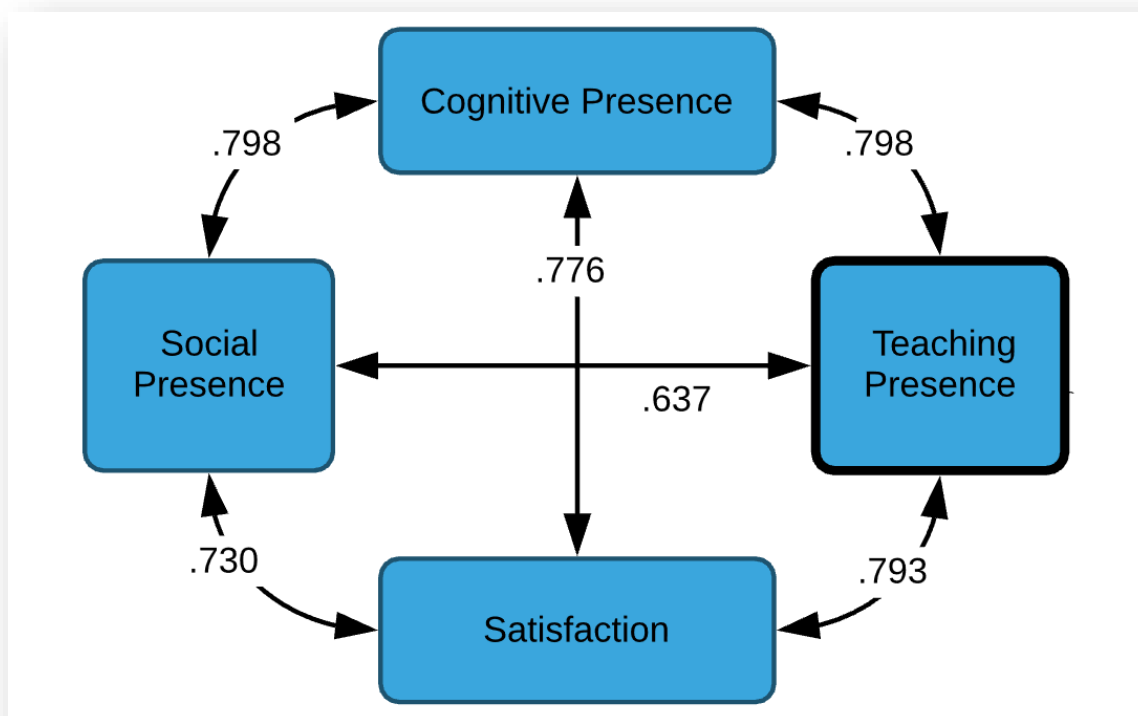 Cognitive Presence
.798
.798
.776
Social
Presence
Teaching
Presence
.637
.730
.793
Satisfaction